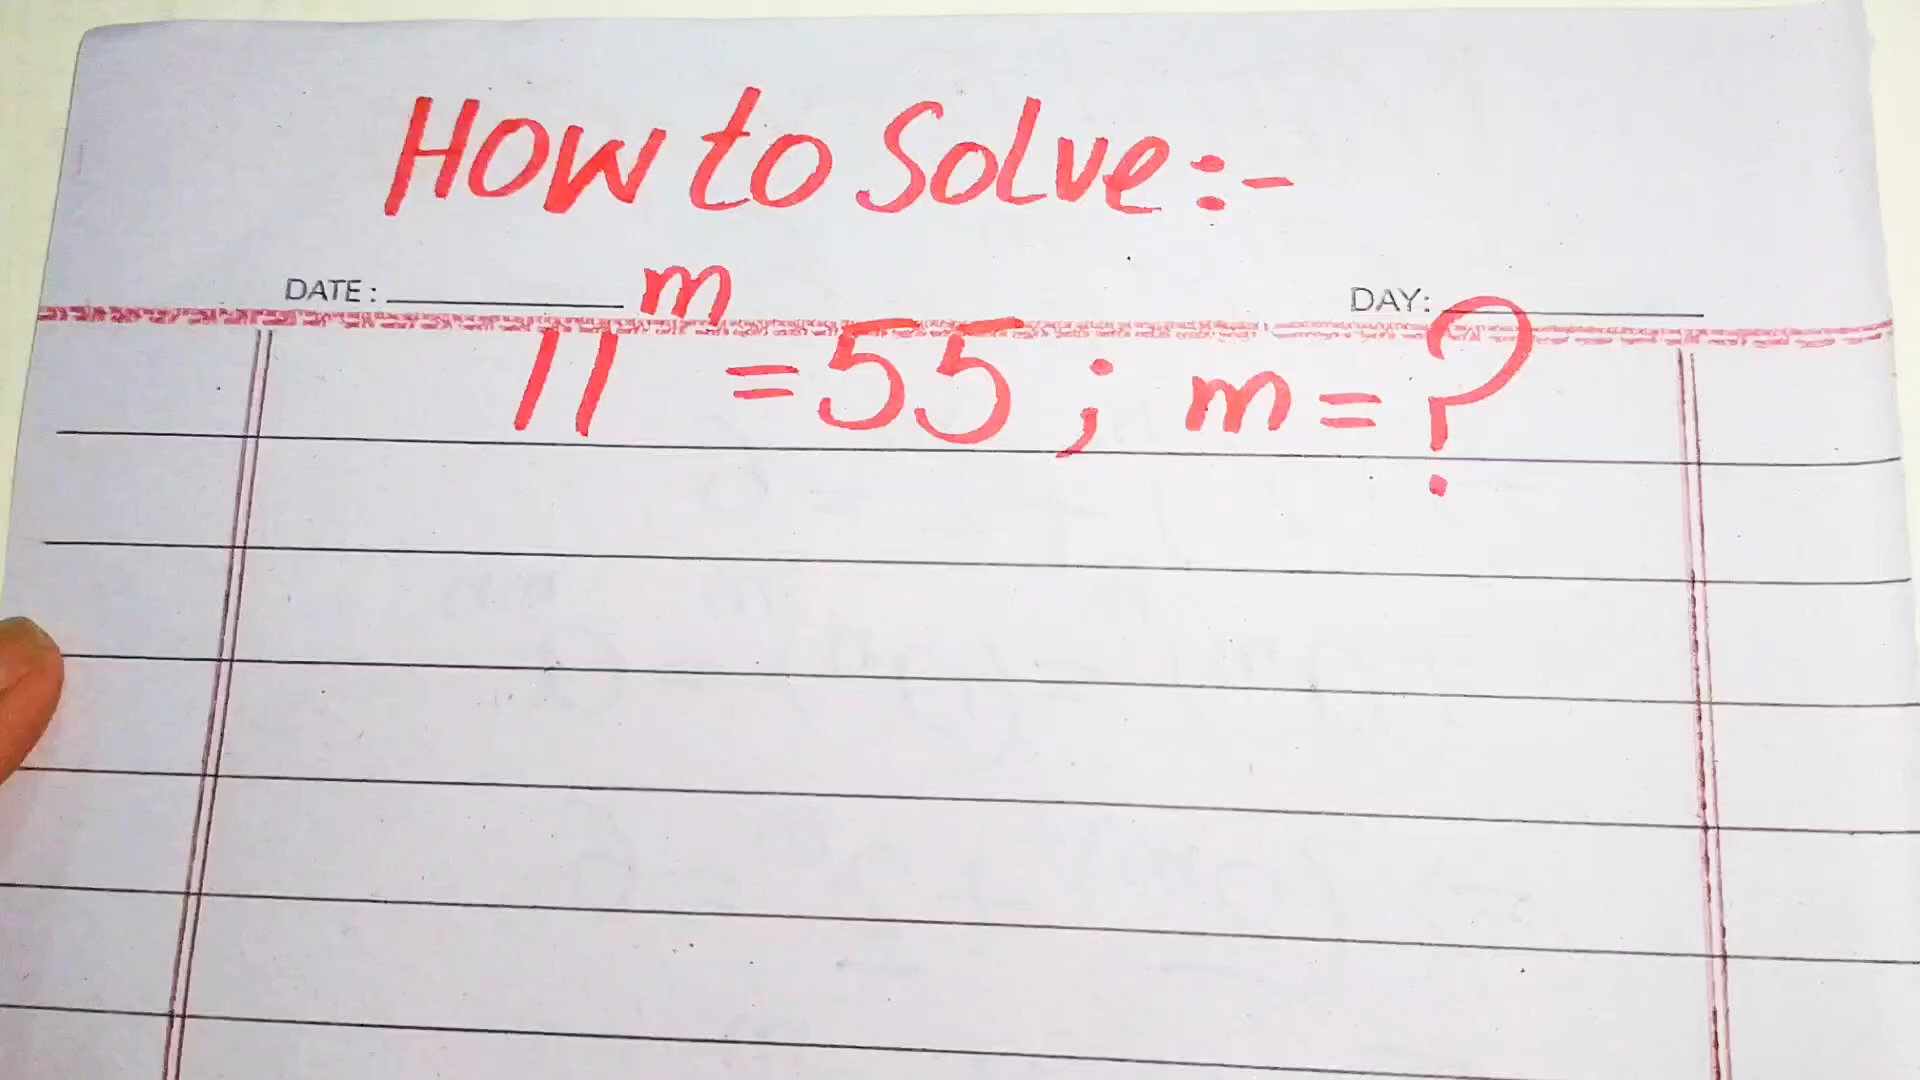 How to Solve:-
DATE: DAY:
11^m = 55 ; m = ?